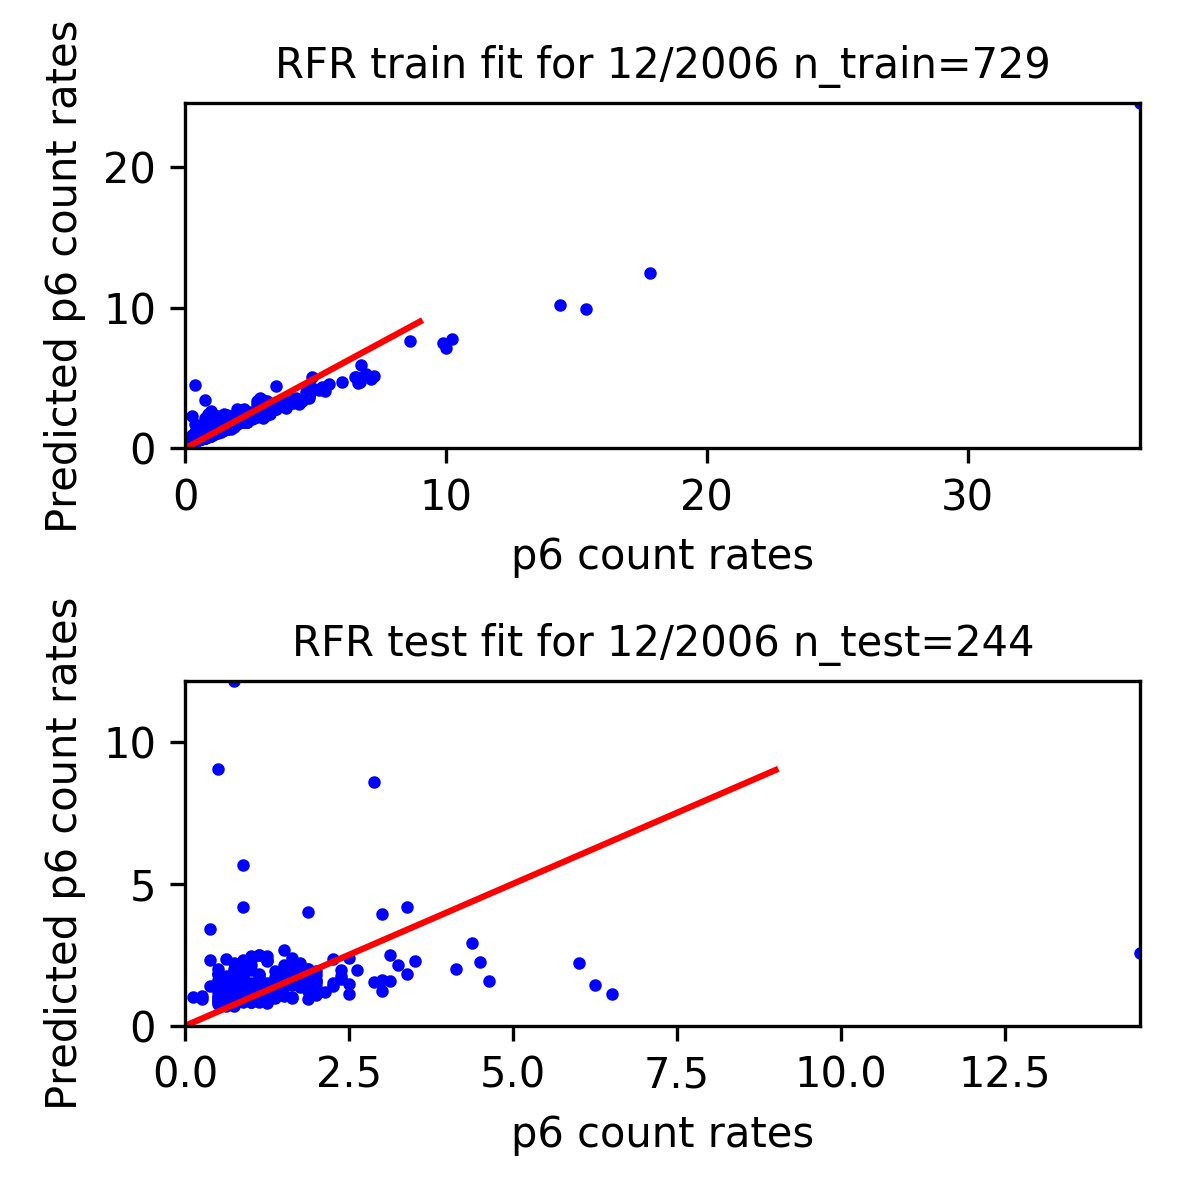 RFR train fit for 12/2006 n_train=729
Predicted p6 count rates
20
10
0
0 10 20 30
p6 count rates
RFR test fit for 12/2006 n_test=244
Predicted p6 count rates
10
5
0
0.0 2.5 5.0 7.5 10.0 12.5
p6 count rates